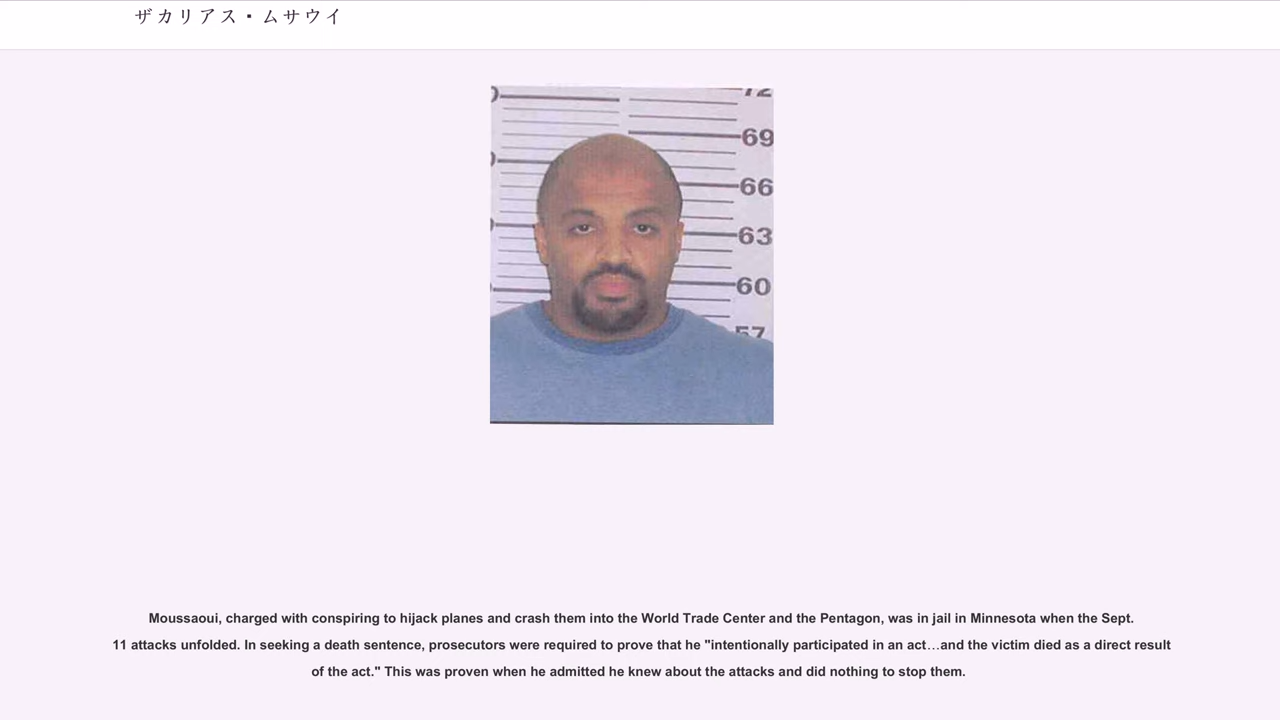 ザカリアス・ムサウイ
72
69
66
63
60
57
Moussaoui, charged with conspiring to hijack planes and crash them into the World Trade Center and the Pentagon, was in jail in Minnesota when the Sept.
11 attacks unfolded. In seeking a death sentence, prosecutors were required to prove that he "intentionally participated in an act…and the victim died as a direct result
of the act." This was proven when he admitted he knew about the attacks and did nothing to stop them.